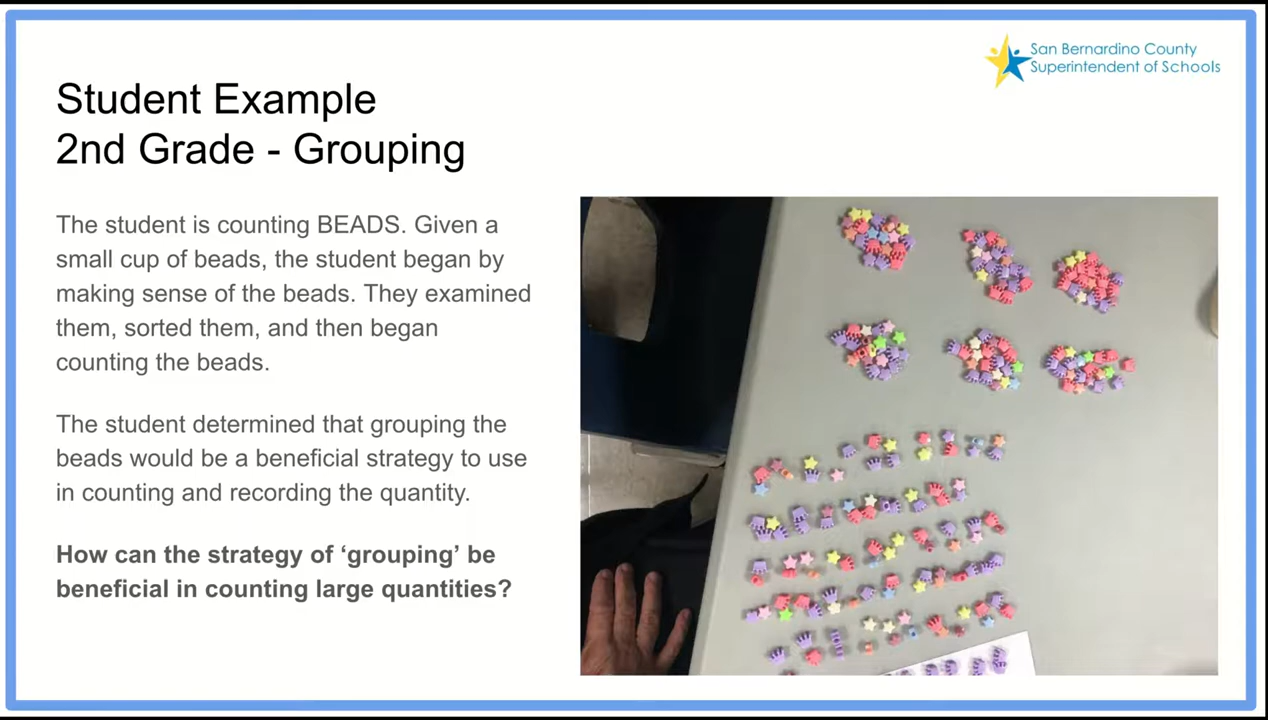 San Bernardino County
Superintendent of Schools
Student Example
2nd Grade - Grouping
The student is counting BEADS. Given a
small cup of beads, the student began by
making sense of the beads. They examined
them, sorted them, and then began
counting the beads.
The student determined that grouping the
beads would be a beneficial strategy to use
in counting and recording the quantity.
How can the strategy of ‘grouping’ be
beneficial in counting large quantities?